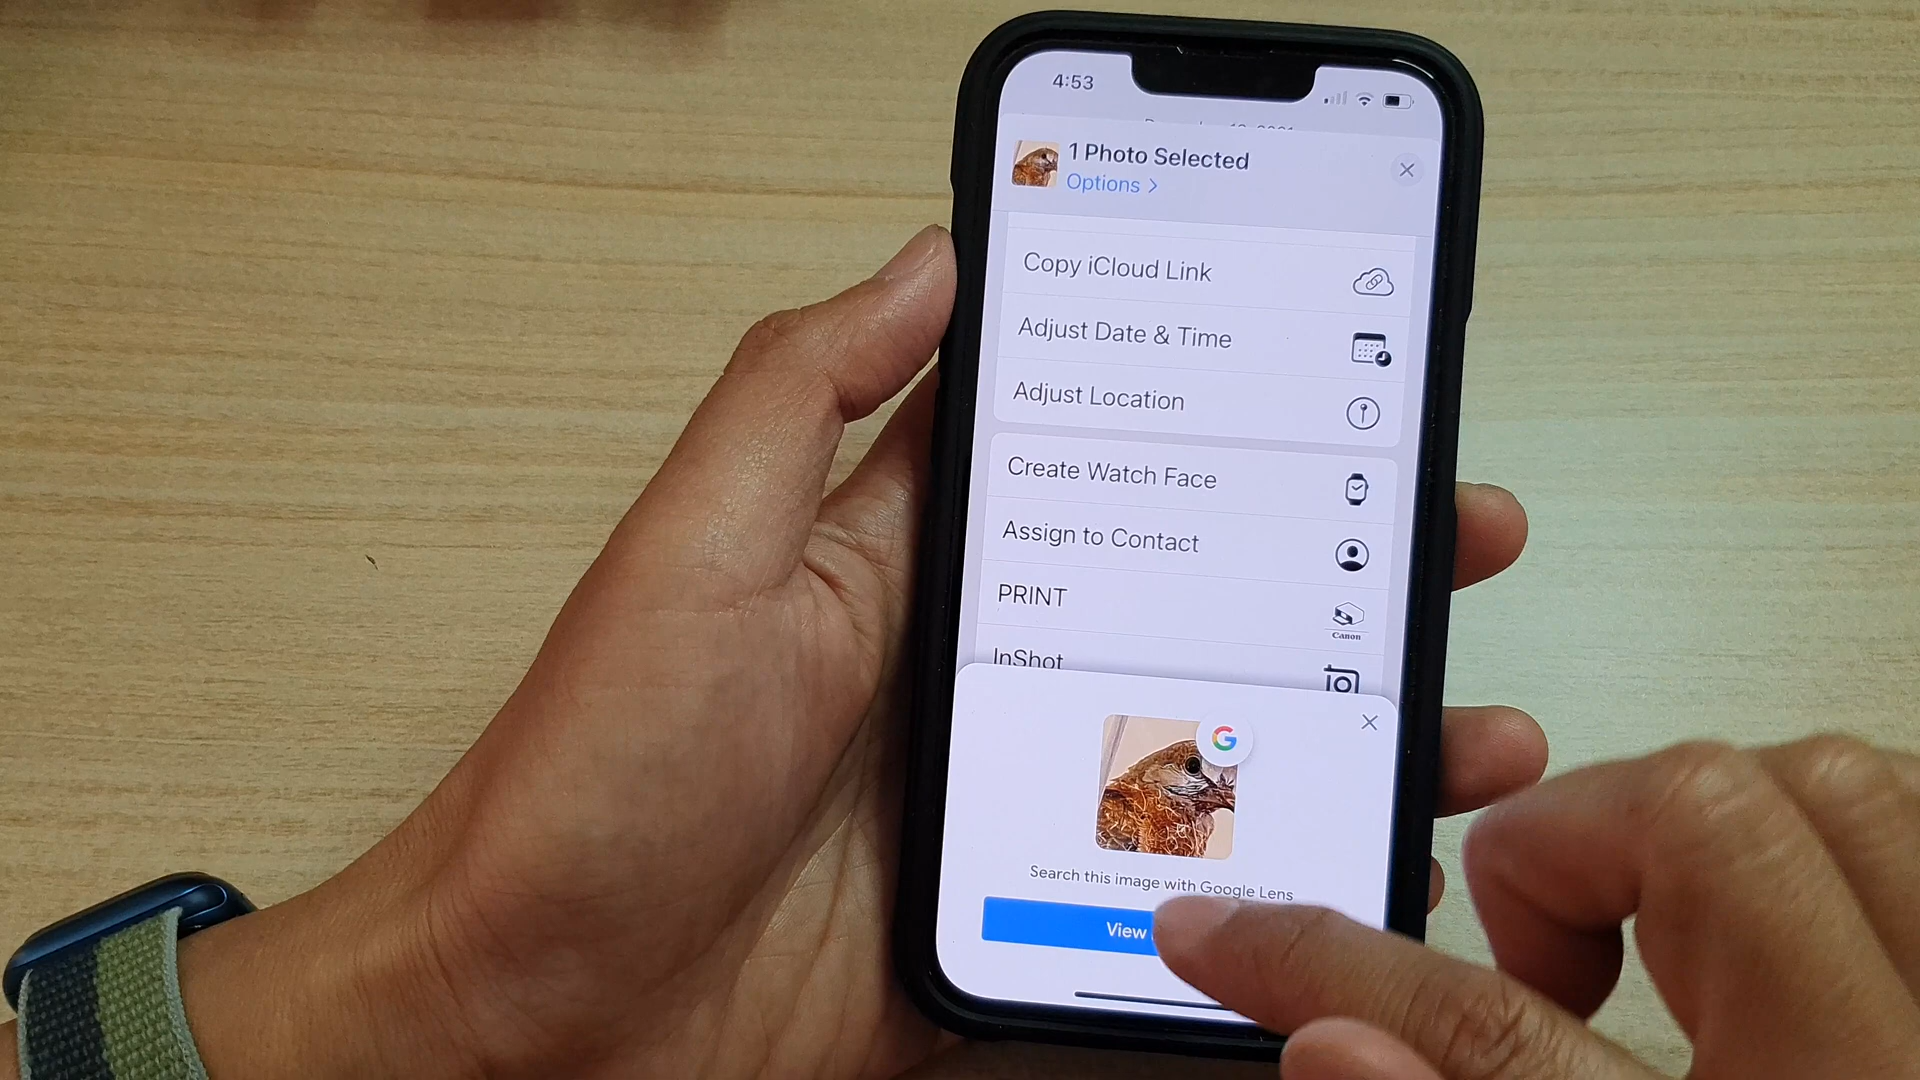 4:53
1 Photo Selected
Options >
Copy iCloud Link
Adjust Date & Time
Adjust Location
Create Watch Face
Assign to Contact
PRINT
Canon
InShot
G
Search this image with Google Lens
View